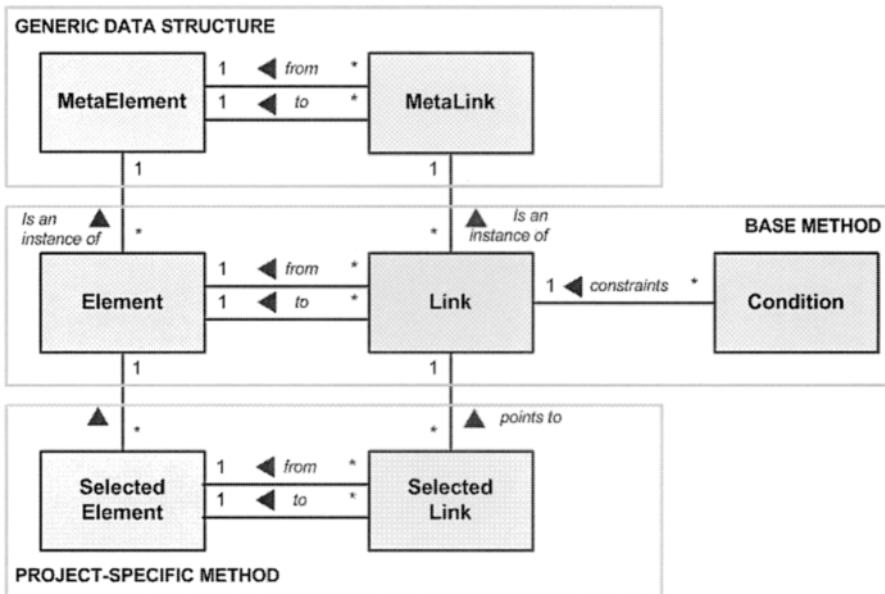 GENERIC DATA STRUCTURE
1 from *
MetaElement MetaLink
1 to *
1 1
Is an instance of
Is an instance of
* *
BASE METHOD
1 from *
Element Link 1 constraints * Condition
1 to *
1 1
points to
* *
1 from *
Selected Element
Selected Link
1 to *
PROJECT-SPECIFIC METHOD